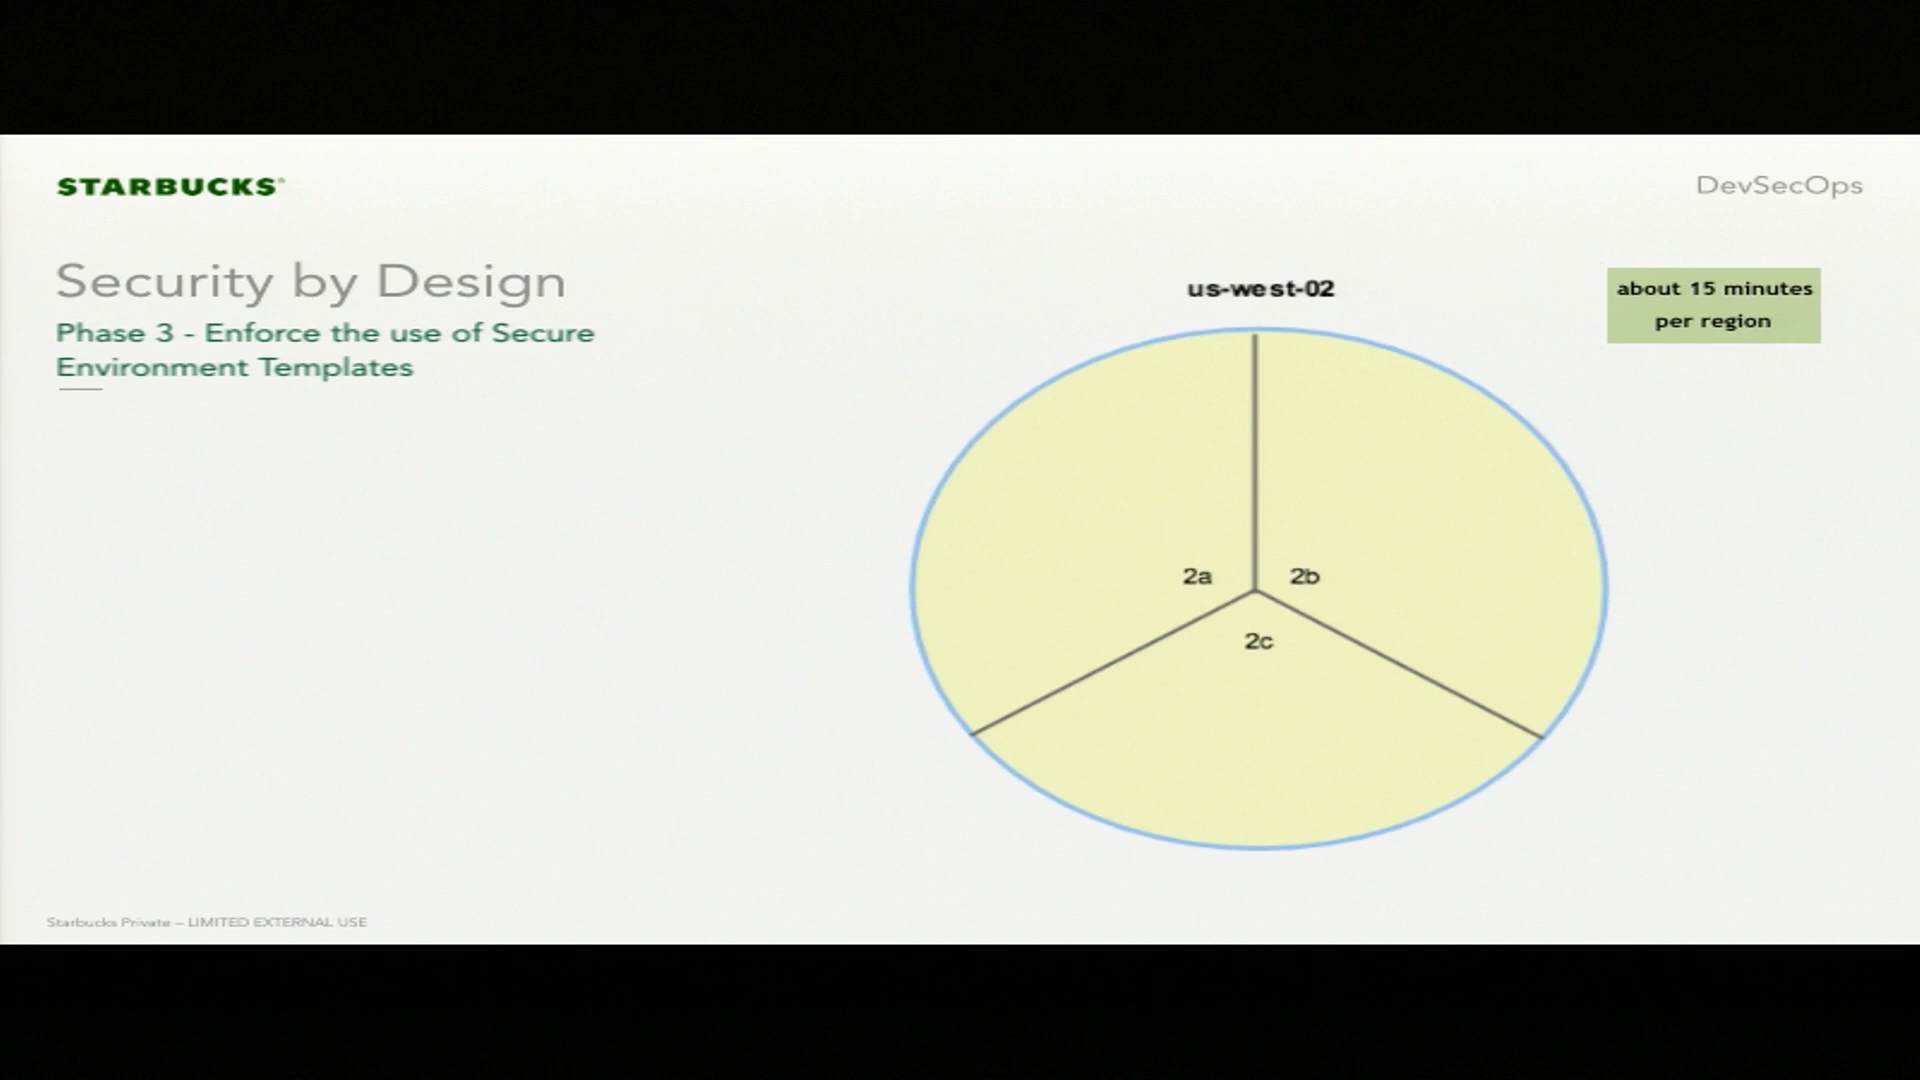 STARBUCKS
DevSecOps
Security by Design
Phase 3 - Enforce the use of Secure
Environment Templates
us-west-02
about 15 minutes
per region
2a
2b
2c
Starbucks Private – LIMITED EXTERNAL USE